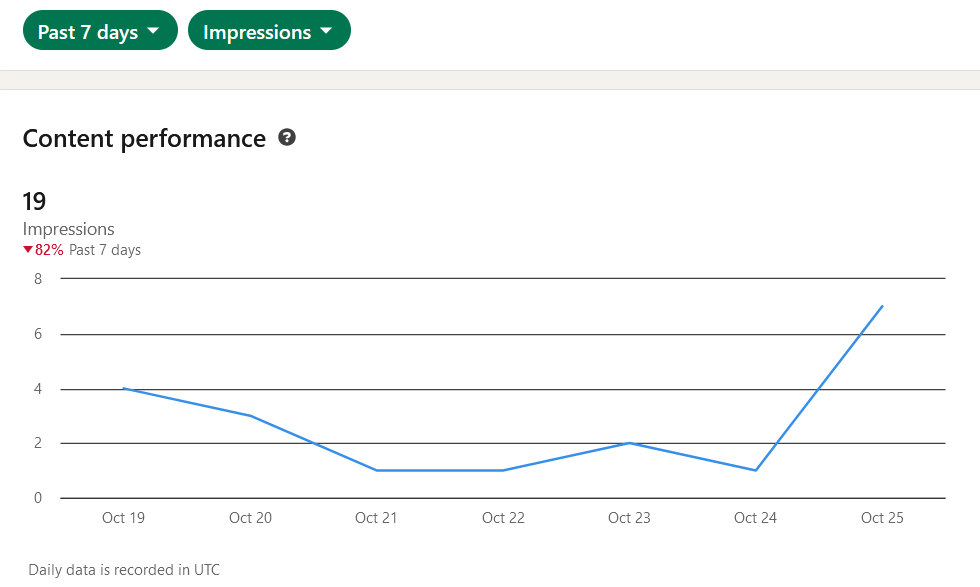 Past 7 days Impressions
Content performance
19
Impressions
82% Past 7 days
8
6
4
2
0
Oct 19 Oct 20 Oct 21 Oct 22 Oct 23 Oct 24 Oct 25
Daily data is recorded in UTC